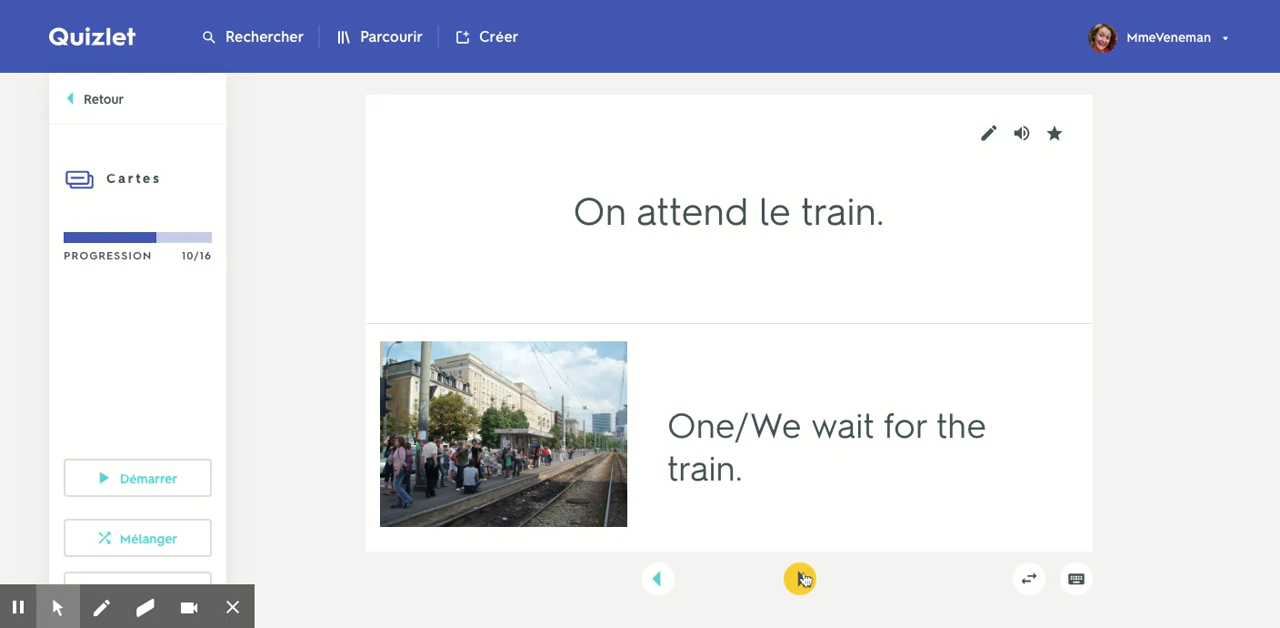 Quizlet
Rechercher
Parcourir
Créer
MmeVeneman
Retour
Cartes
PROGRESSION 10/16
Démarrer
Mélanger
On attend le train.
One/We wait for the
train.